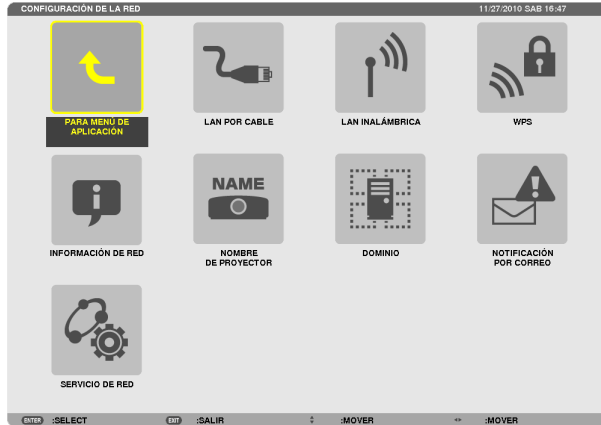 CONFIGURACIÓN DE LA RED 11/27/2010 SAB 16:47
PARA MENÚ DE
APLICACIÓN
LAN POR CABLE
LAN INALÁMBRICA
WPS
INFORMACIÓN DE RED
NAME
NOMBRE
DE PROYECTOR
DOMINIO
NOTIFICACIÓN
POR CORREO
SERVICIO DE RED
ENTER :SELECT EXIT :SALIR :MOVER :MOVER